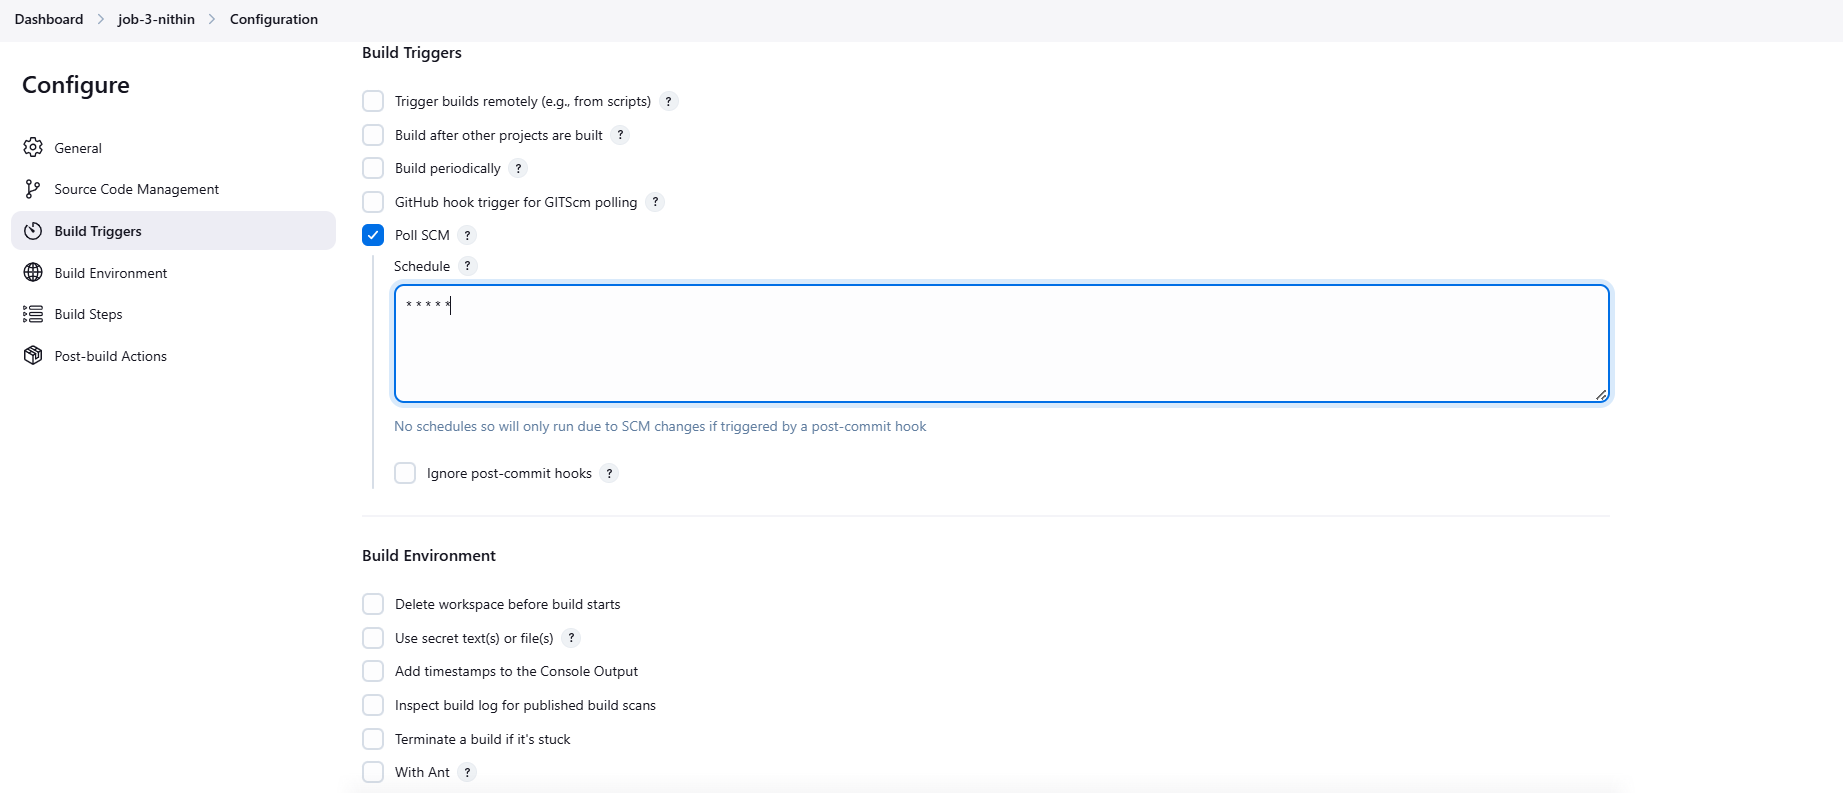 Dashboard > job-3-nithin > Configuration
Configure
General
Source Code Management
Build Triggers
Build Environment
Build Steps
Post-build Actions
Build Triggers
Trigger builds remotely (e.g., from scripts) ?
Build after other projects are built ?
Build periodically ?
GitHub hook trigger for GITScm polling ?
Poll SCM ?
Schedule ?
* * * * *
No schedules so will only run due to SCM changes if triggered by a post-commit hook
Ignore post-commit hooks ?
Build Environment
Delete workspace before build starts
Use secret text(s) or file(s) ?
Add timestamps to the Console Output
Inspect build log for published build scans
Terminate a build if it's stuck
With Ant ?